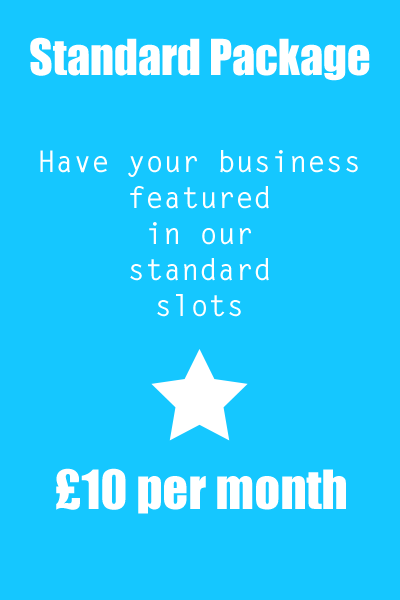 Standard Package
Have your business
featured
in our
standard
slots
£10 per month